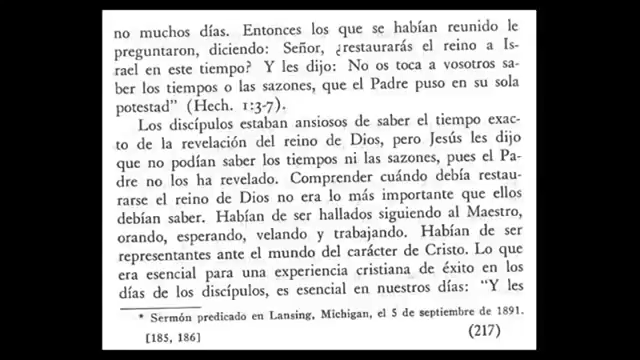 no muchos días. Entonces los que se habían reunido le
preguntaron, diciendo: Señor, ¿restaurarás el reino a Is-
rael en este tiempo? Y les dijo: No os toca a vosotros sa-
ber los tiempos o las sazones, que el Padre puso en su sola
potestad” (Hech. 1:3-7).
Los discípulos estaban ansiosos de saber el tiempo exac-
to de la revelación del reino de Dios, pero Jesús les dijo
que no podían saber los tiempos ni las sazones, pues el Pa-
dre no los ha revelado. Comprender cuándo debía restau-
rarse el reino de Dios no era lo más importante que ellos
debían saber. Habían de ser hallados siguiendo al Maestro,
orando, esperando, velando y trabajando. Habían de ser
representantes ante el mundo del carácter de Cristo. Lo que
era esencial para una experiencia cristiana de éxito en los
días de los discípulos, es esencial en nuestros días: “Y les
* Sermón predicado en Lansing, Michigan, el 5 de septiembre de 1891.
[185, 186]
(217)